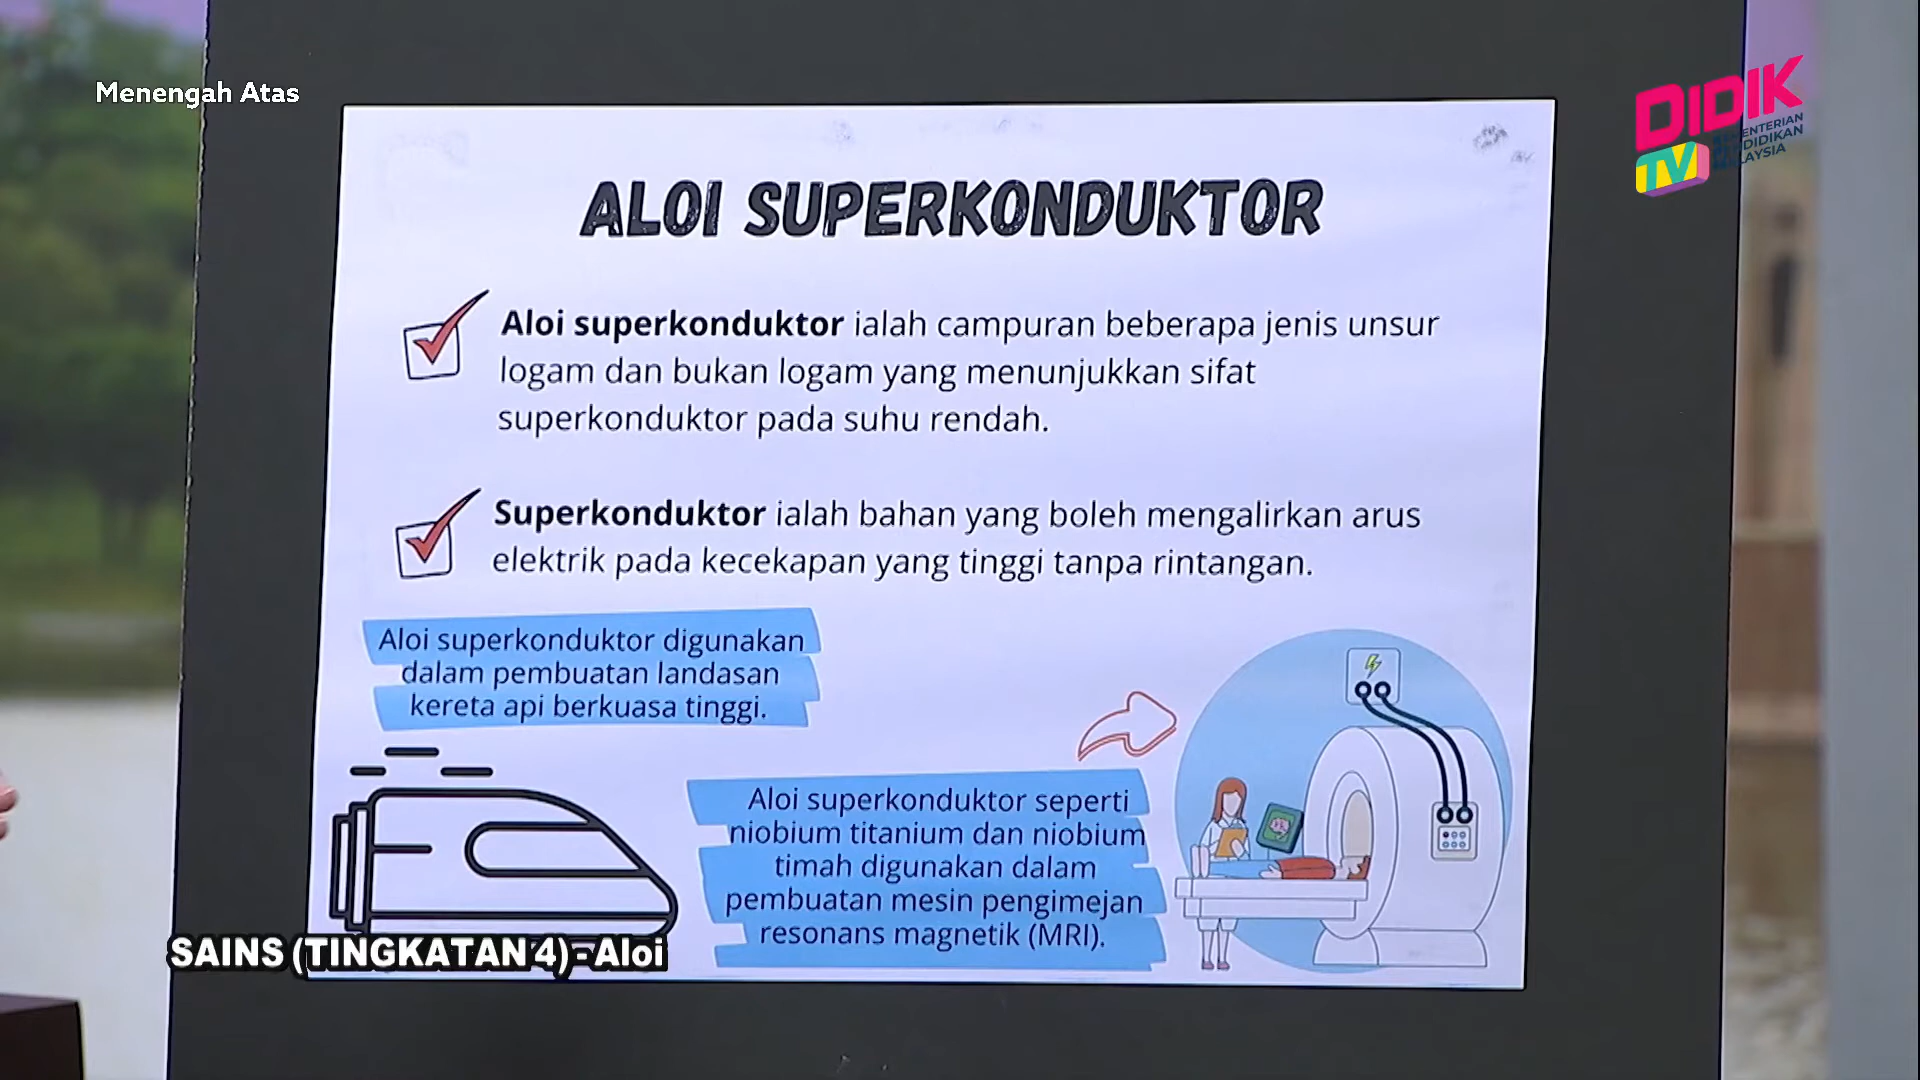 Menengah Atas
DIDIK
TV
KEMENTERIAN
PENDIDIKAN
MALAYSIA
ALOI SUPERKONDUKTOR
Aloi superkonduktor ialah campuran beberapa jenis unsur
logam dan bukan logam yang menunjukkan sifat
superkonduktor pada suhu rendah.
Superkonduktor ialah bahan yang boleh mengalirkan arus
elektrik pada kecekapan yang tinggi tanpa rintangan.
Aloi superkonduktor digunakan
dalam pembuatan landasan
kereta api berkuasa tinggi.
Aloi superkonduktor seperti
niobium titanium dan niobium
timah digunakan dalam
pembuatan mesin pengimejan
resonans magnetik (MRI).
SAINS (TINGKATAN 4) - Aloi